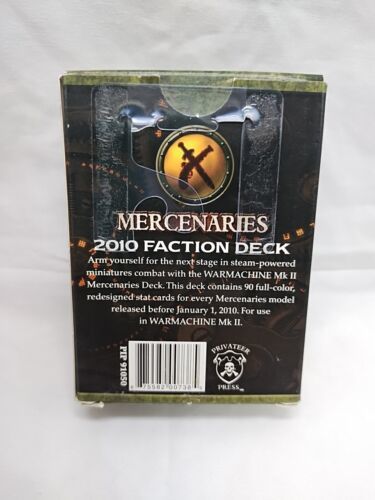 MERCENARIES
2010 FACTION DECK
Arm yourself for the next stage in steam-powered
miniatures combat with the WARMACHINE Mk II
Mercenaries Deck. This deck contains 90 full-color,
redesigned stat cards for every Mercenaries model
released before January 1, 2010. For use
in WARMACHINE Mk II.
PIP 91050
PRIVATEER
PRESS